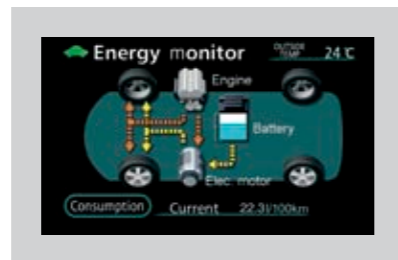 Energy monitor
OUTSIDE TEMP 24 ℃
Engine
Battery
Elec. motor
Consumption Current 22.3l/100km